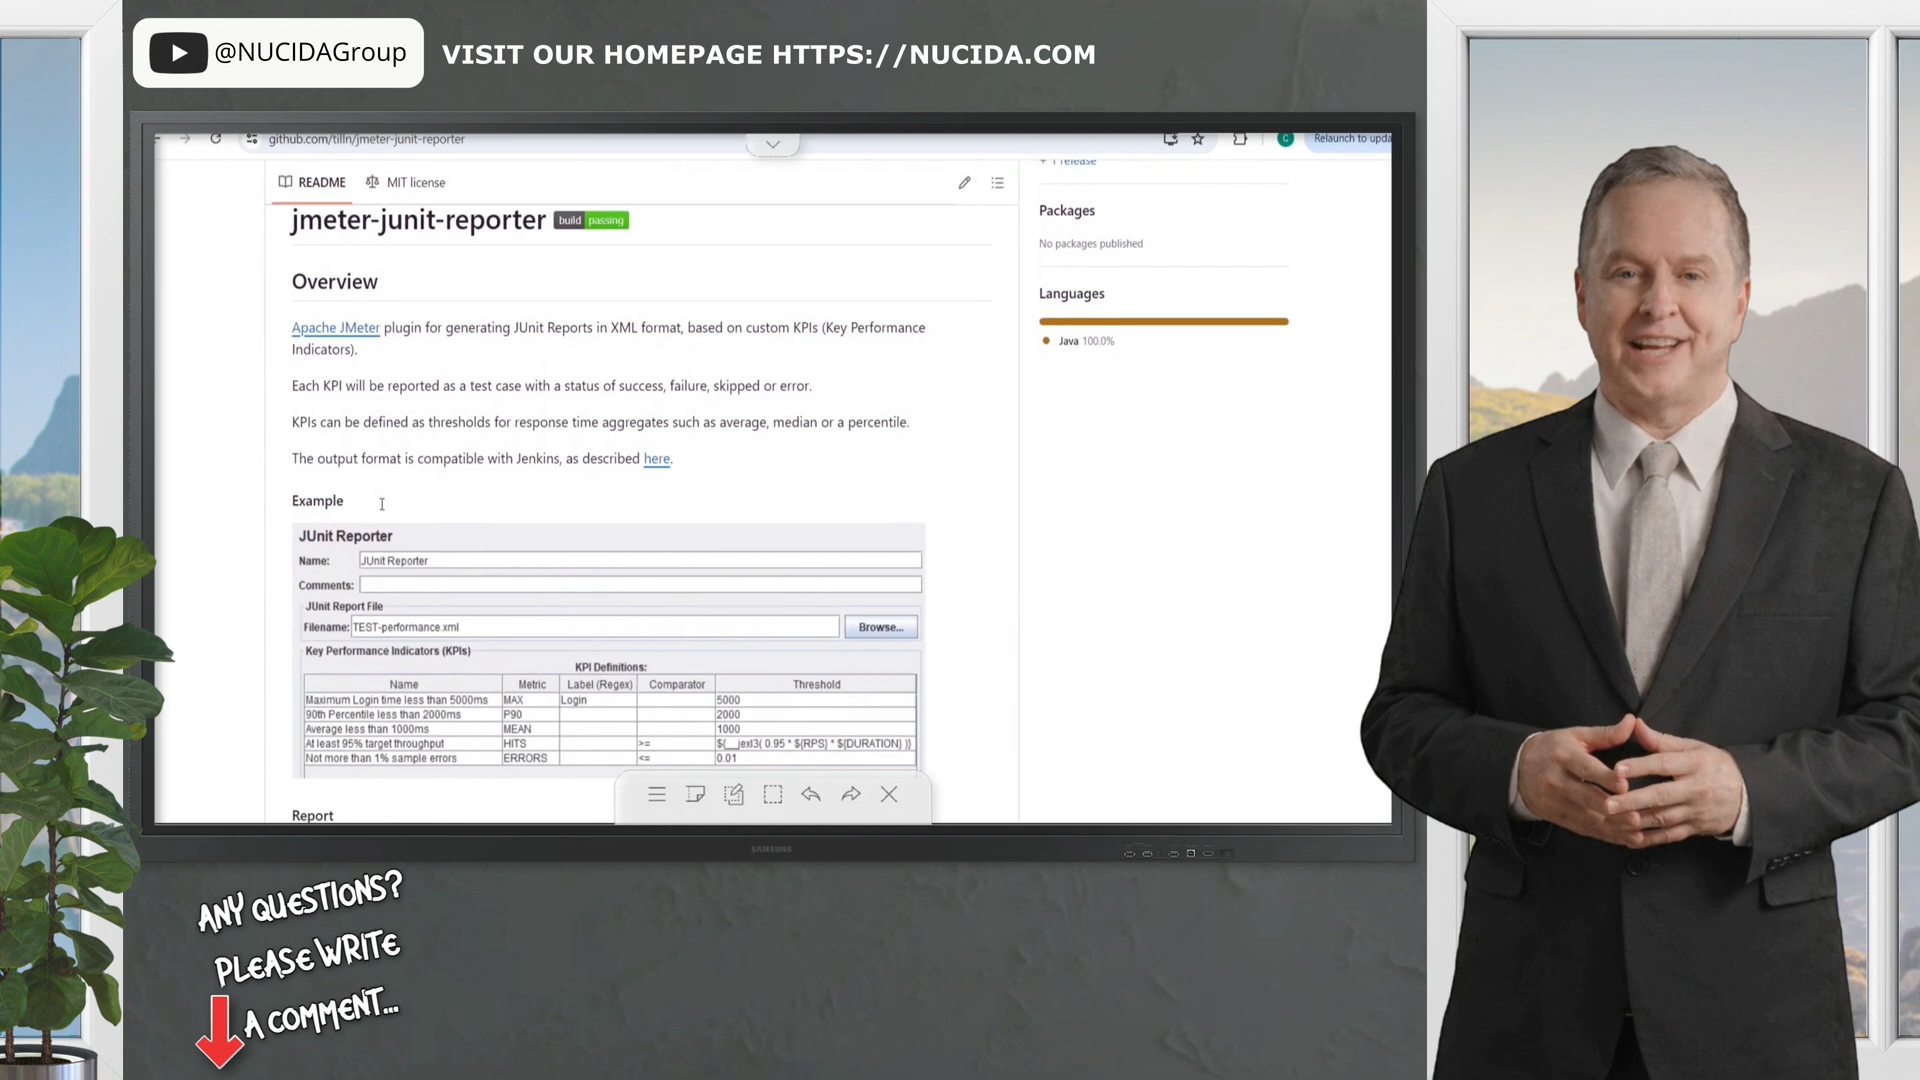 @NUCIDAGroup VISIT OUR HOMEPAGE HTTPS://NUCIDA.COM
github.com/tilln/jmeter-junit-reporter
C
Relaunch to upda
README MIT license
+ 1 release
jmeter-junit-reporter build passing
Packages
No packages published
Overview
Languages
Apache JMeter plugin for generating JUnit Reports in XML format, based on custom KPIs (Key Performance
Indicators).
Java 100.0%
Each KPI will be reported as a test case with a status of success, failure, skipped or error.
KPIs can be defined as thresholds for response time aggregates such as average, median or a percentile.
The output format is compatible with Jenkins, as described here.
Example
JUnit Reporter
Name: JUnit Reporter
Comments:
JUnit Report File
Filename: TEST-performance.xml Browse...
Key Performance Indicators (KPIs)
KPI Definitions:
Name Metric Label (Regex) Comparator Threshold
Maximum Login time less than 5000ms MAX Login 5000
90th Percentile less than 2000ms P90 2000
Average less than 1000ms MEAN 1000
At least 95% target throughput HITS >= ${__jexl3( 0.95 * ${RPS} * ${DURATION} )}
Not more than 1% sample errors ERRORS <= 0.01
Report
SAMSUNG
ANY QUESTIONS?
PLEASE WRITE
A COMMENT...